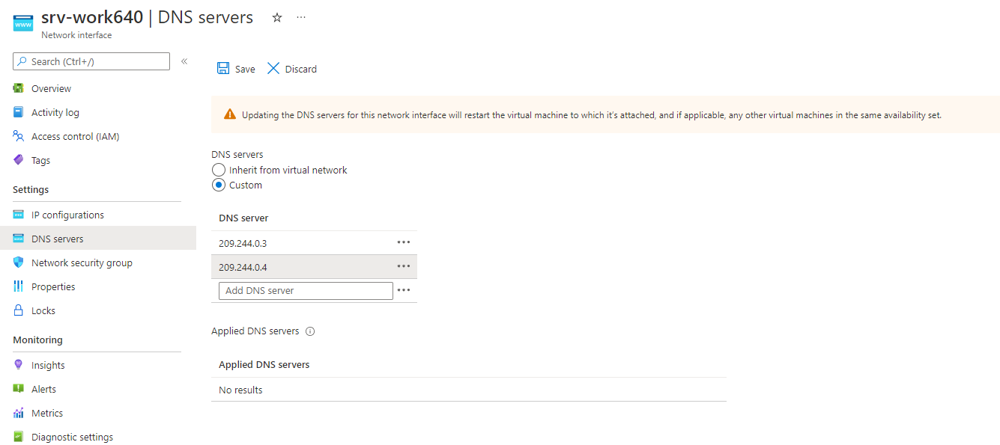 srv-work640 | DNS servers ☆ ...
Network interface
Search (Ctrl+/) «
Overview
Activity log
Access control (IAM)
Tags
Settings
IP configurations
DNS servers
Network security group
Properties
Locks
Monitoring
Insights
Alerts
Metrics
Diagnostic settings
Save Discard
Updating the DNS servers for this network interface will restart the virtual machine to which it's attached, and if applicable, any other virtual machines in the same availability set.
DNS servers
Inherit from virtual network
Custom
DNS server
209.244.0.3 •••
209.244.0.4 •••
Add DNS server •••
Applied DNS servers
Applied DNS servers
No results